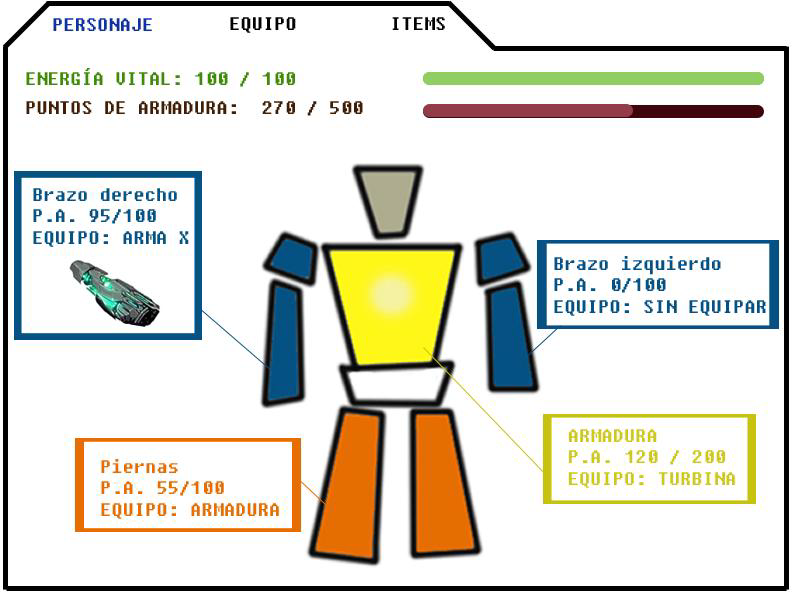 PERSONAJE EQUIPO ITEMS
ENERGÍA VITAL: 100 / 100
PUNTOS DE ARMADURA: 270 / 500
Brazo derecho
P.A. 95/100
EQUIPO: ARMA X
Brazo izquierdo
P.A. 0/100
EQUIPO: SIN EQUIPAR
ARMADURA
P.A. 120 / 200
EQUIPO: TURBINA
Piernas
P.A. 55/100
EQUIPO: ARMADURA